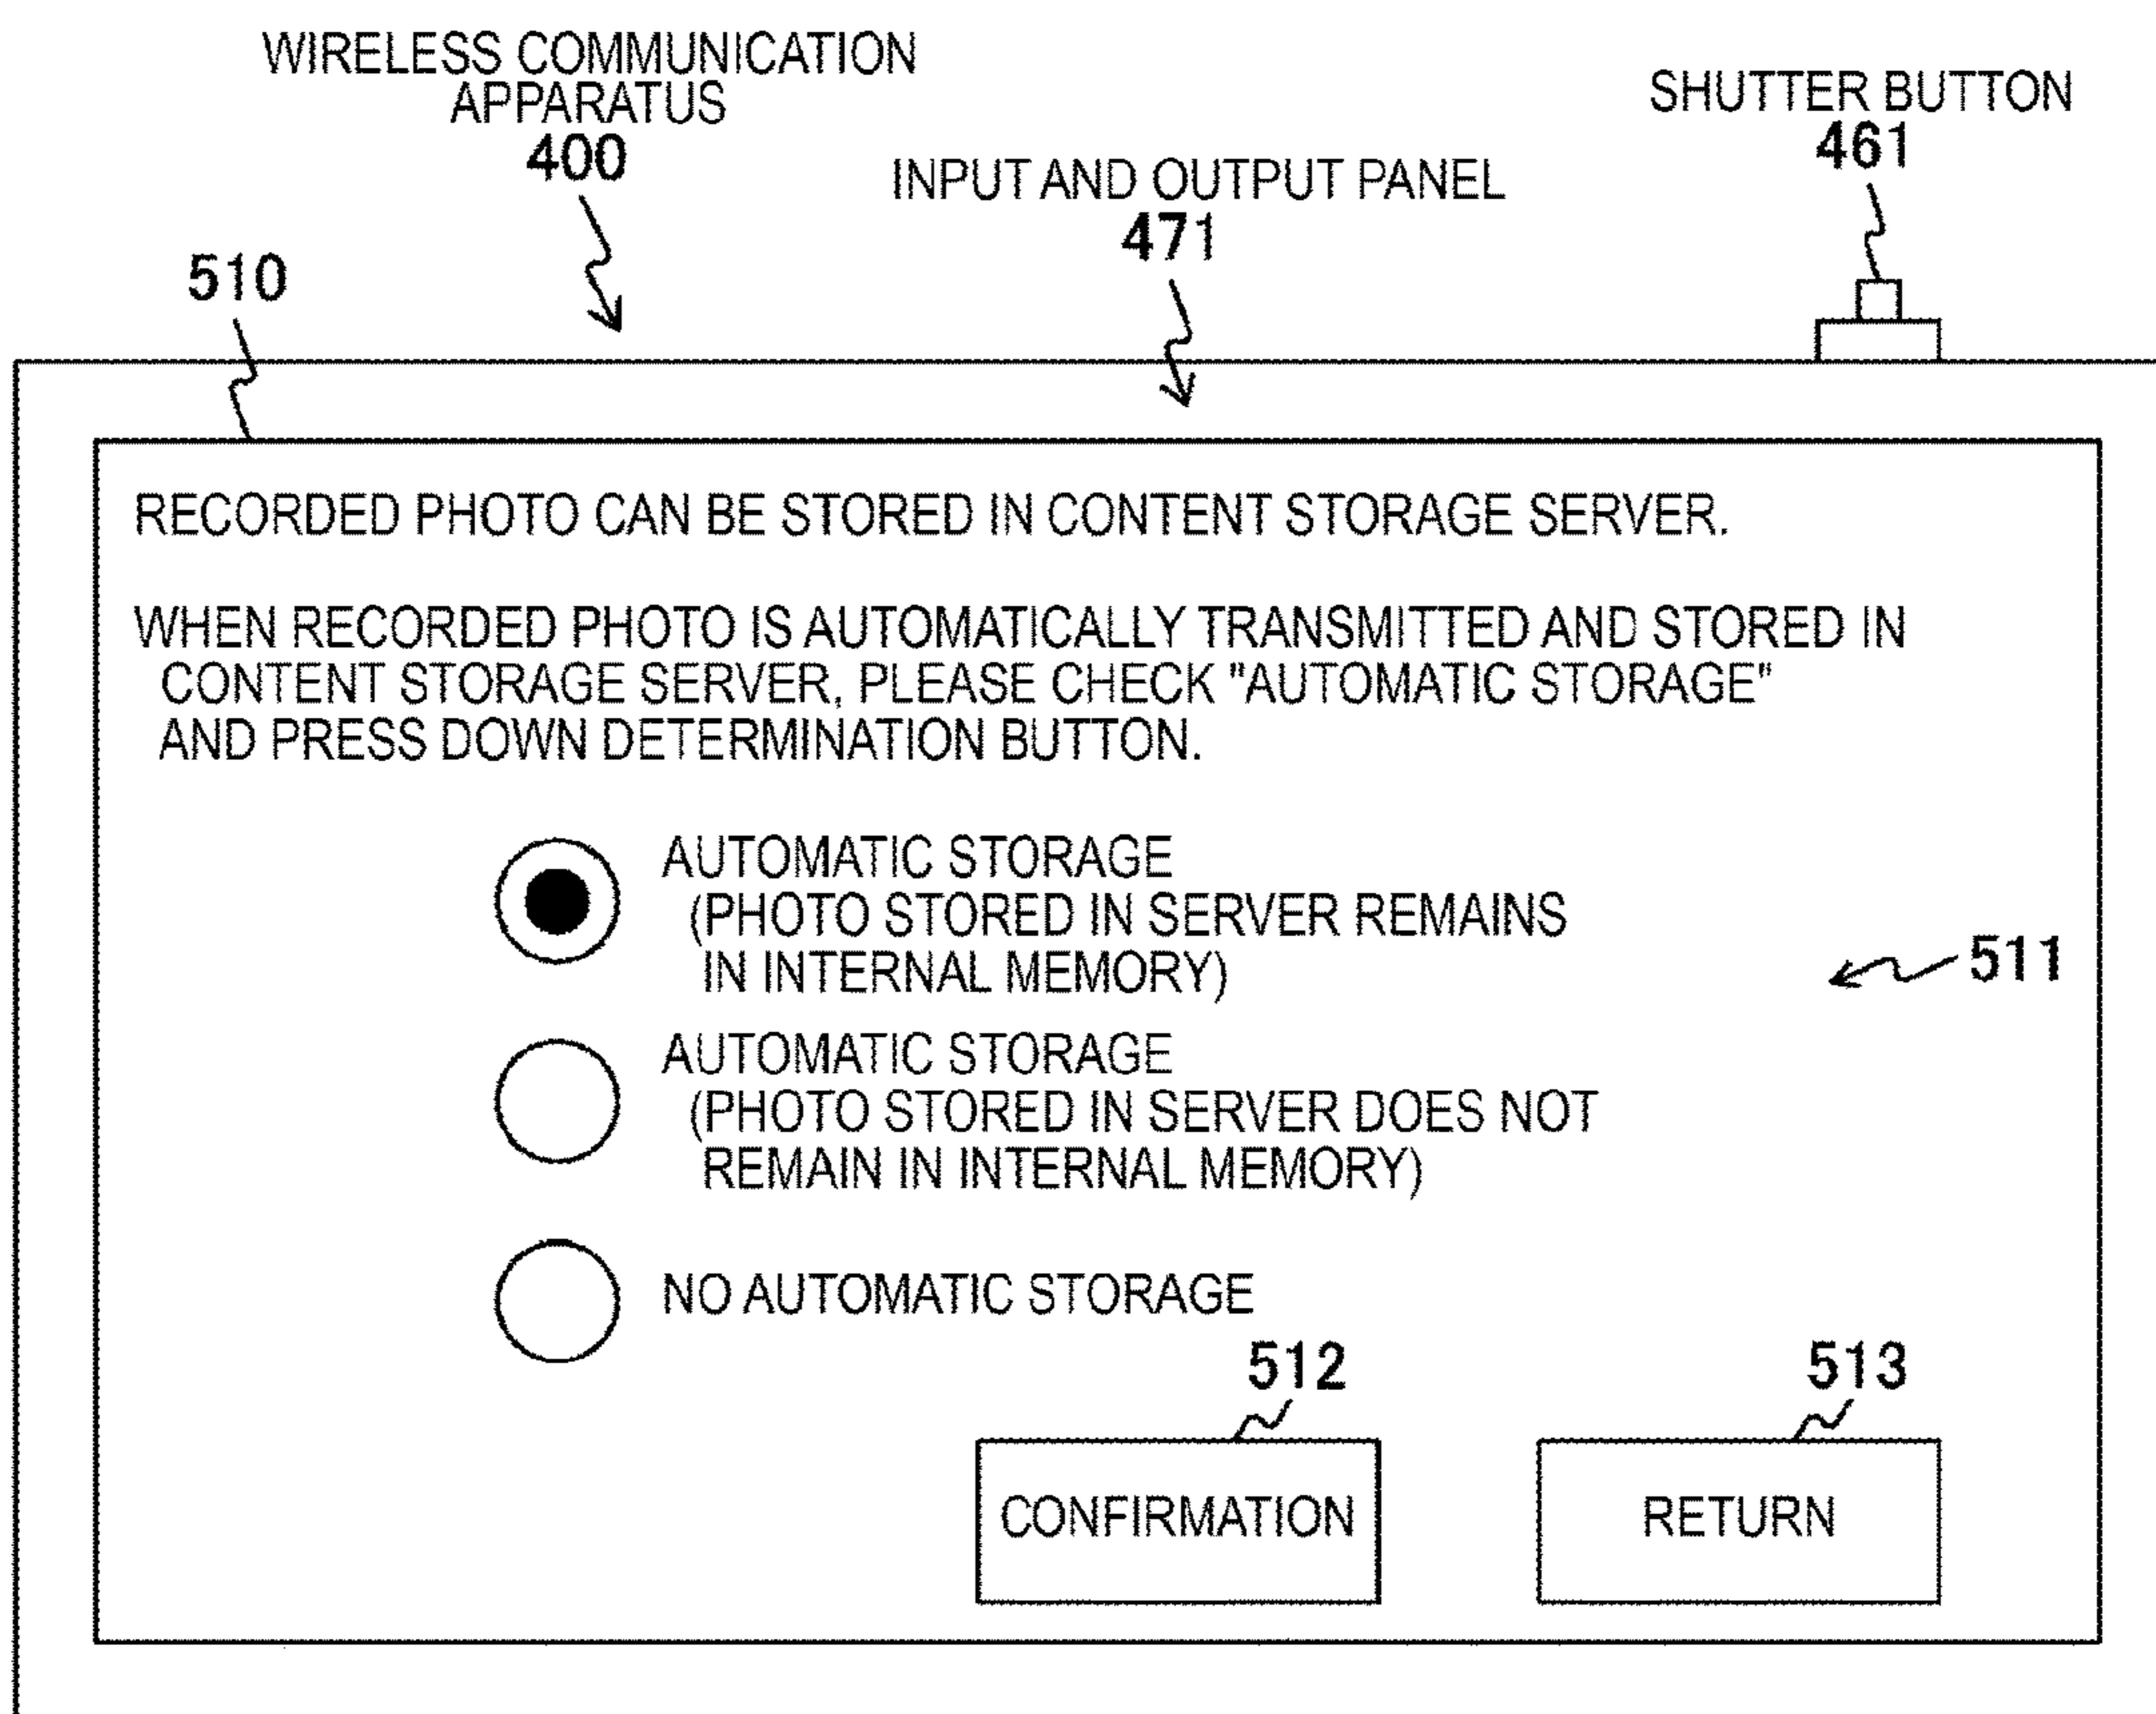 WIRELESS COMMUNICATION
APPARATUS
400
SHUTTER BUTTON
461
INPUT AND OUTPUT PANEL
471
510
RECORDED PHOTO CAN BE STORED IN CONTENT STORAGE SERVER.
WHEN RECORDED PHOTO IS AUTOMATICALLY TRANSMITTED AND STORED IN
CONTENT STORAGE SERVER, PLEASE CHECK "AUTOMATIC STORAGE"
AND PRESS DOWN DETERMINATION BUTTON.
AUTOMATIC STORAGE
(PHOTO STORED IN SERVER REMAINS
IN INTERNAL MEMORY)
511
AUTOMATIC STORAGE
(PHOTO STORED IN SERVER DOES NOT
REMAIN IN INTERNAL MEMORY)
NO AUTOMATIC STORAGE
512
513
CONFIRMATION
RETURN